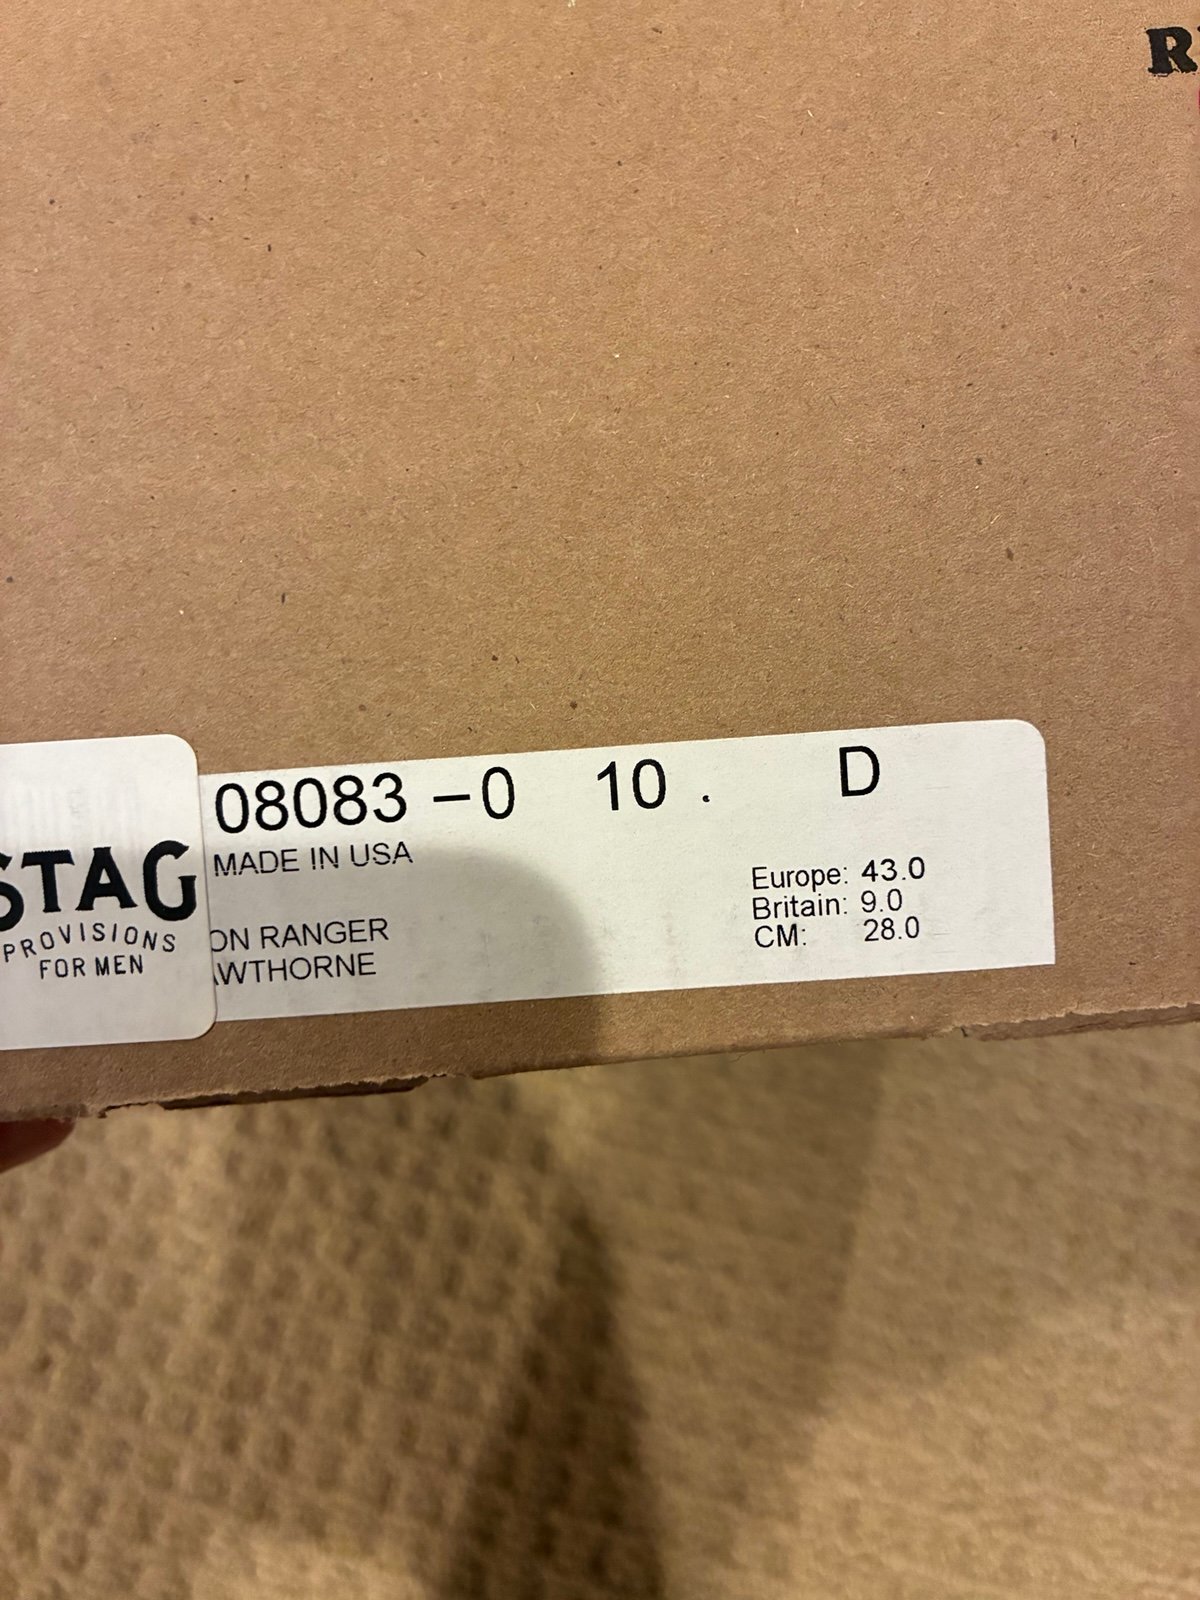 R
STAG
PROVISIONS
FOR MEN
08083 -0 10 . D
MADE IN USA
ON RANGER
AWTHORNE
Europe: 43.0
Britain: 9.0
CM: 28.0